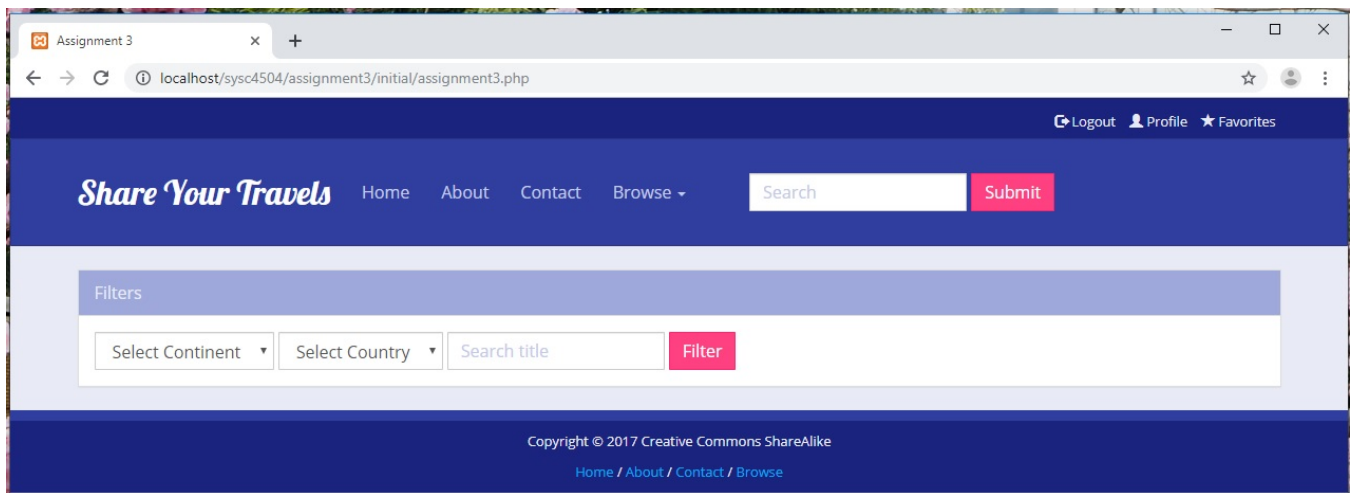 Assignment 3
localhost/sysc4504/assignment3/initial/assignment3.php
Logout Profile Favorites
Share Your Travels Home About Contact Browse Search Submit
Filters
Select Continent Select Country Search title Filter
Copyright © 2017 Creative Commons ShareAlike
Home / About / Contact / Browse